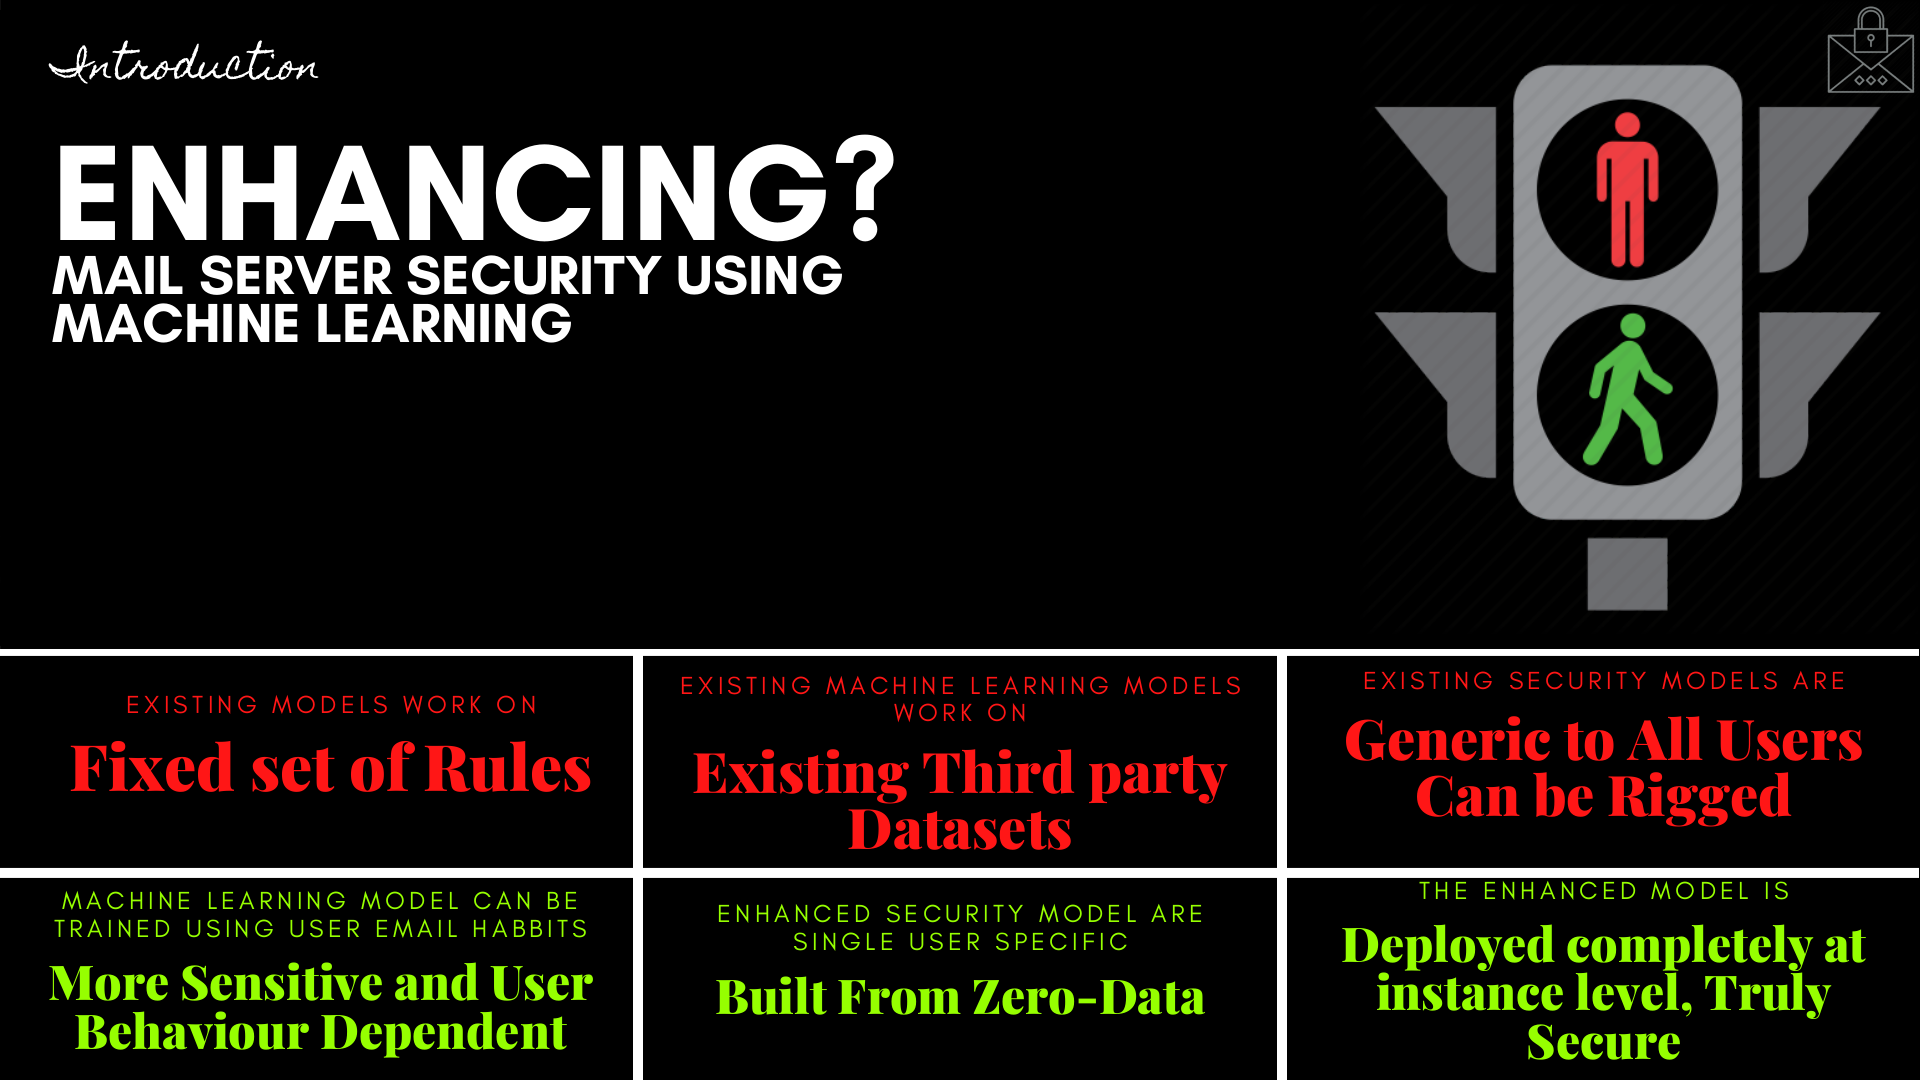 Introduction
ENHANCING?
MAIL SERVER SECURITY USING
MACHINE LEARNING
EXISTING MODELS WORK ON
Fixed set of Rules
EXISTING MACHINE LEARNING MODELS
WORK ON
Existing Third party
Datasets
EXISTING SECURITY MODELS ARE
Generic to All Users
Can be Rigged
MACHINE LEARNING MODEL CAN BE
TRAINED USING USER EMAIL HABBITS
More Sensitive and User
Behaviour Dependent
ENHANCED SECURITY MODEL ARE
SINGLE USER SPECIFIC
Built From Zero-Data
THE ENHANCED MODEL IS
Deployed completely at
instance level, Truly
Secure